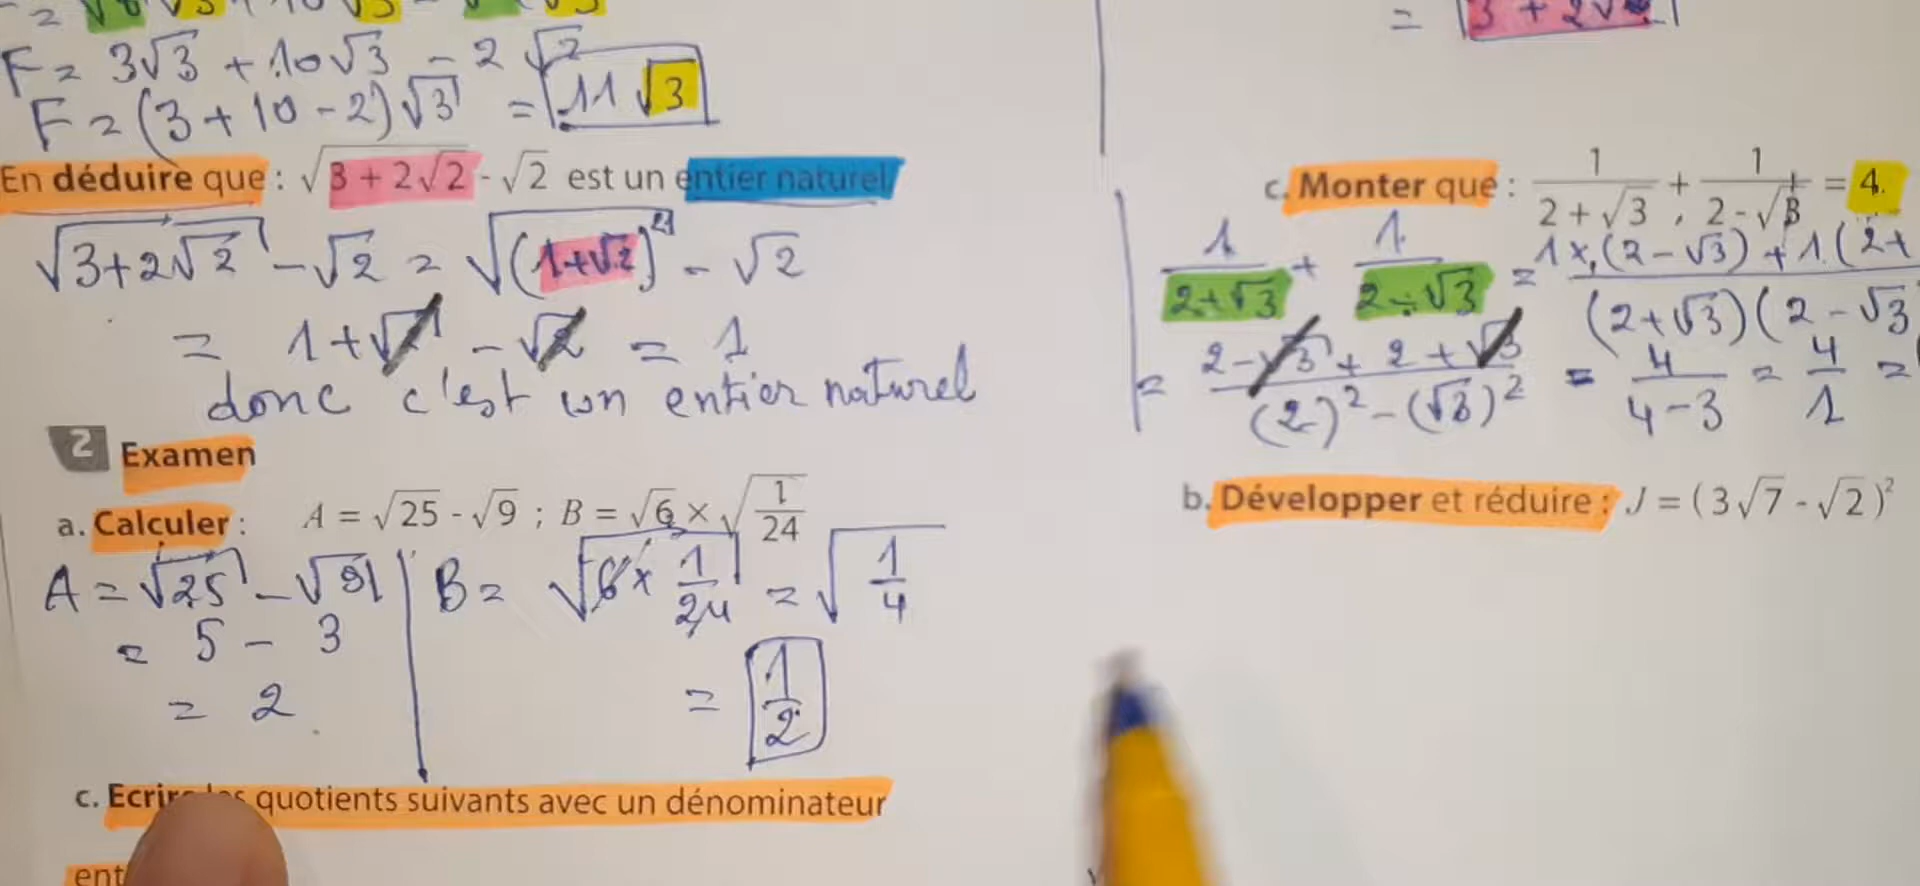 F = 3√3 + 10√3 - 2√3
F = (3 + 10 - 2)√3 = 11√3
En déduire que : √(3 + 2√2) - √2 est un entier naturel
√(3+2√2) - √2 = √((1+√2)²) - √2
= 1+√2 - √2 = 1
donc c'est un entier naturel
2 Examen
a. Calculer : A = √25 - √9 ; B = √6 × √(1/24)
A = √25 - √9
= 5 - 3
= 2
B = √(6 × 1/24) = √(1/4)
= 1/2
c. Ecrire les quotients suivants avec un dénominateur
ent
= 3 + 2√2
c. Monter que : 1/(2 + √3) + 1/(2 - √3) = 4.
1/(2+√3) + 1/(2-√3) = (1×(2-√3) + 1(2+)/((2+√3)(2-√3)
= (2-√3 + 2+√3)/((2)² - (√3)²) = 4/(4-3) = 4/1 =
b. Développer et réduire : J = (3√7 - √2)²